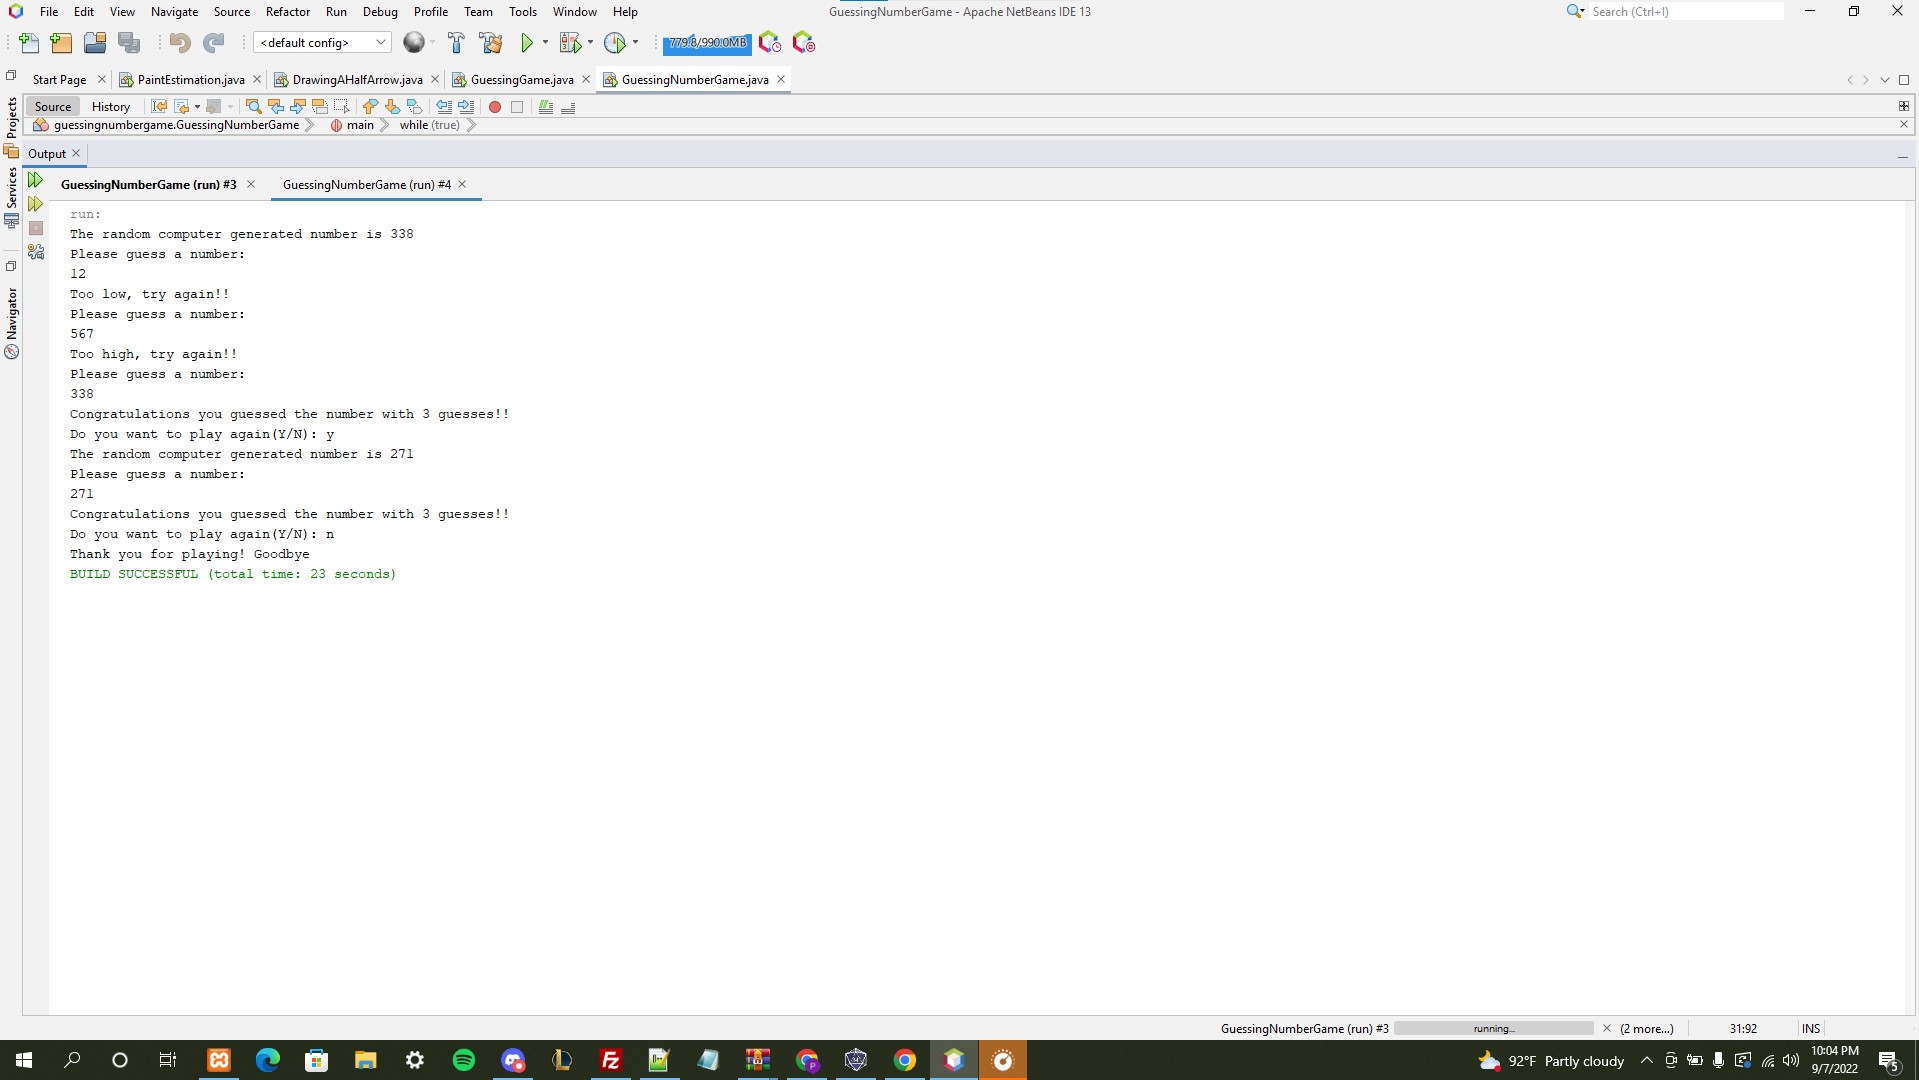 File Edit View Navigate Source Refactor Run Debug Profile Team Tools Window Help
GuessingNumberGame - Apache NetBeans IDE 13
Search (Ctrl+I)
<default config>
779.8/990.0MB
Start Page
PaintEstimation.java
DrawingAHalfArrow.java
GuessingGame.java
GuessingNumberGame.java
Source History
guessingnumbergame.GuessingNumberGame main while (true)
Projects
Services
Navigator
Output
GuessingNumberGame (run) #3 GuessingNumberGame (run) #4
run:
The random computer generated number is 338
Please guess a number:
12
Too low, try again!!
Please guess a number:
567
Too high, try again!!
Please guess a number:
338
Congratulations you guessed the number with 3 guesses!!
Do you want to play again(Y/N): y
The random computer generated number is 271
Please guess a number:
271
Congratulations you guessed the number with 3 guesses!!
Do you want to play again(Y/N): n
Thank you for playing! Goodbye
BUILD SUCCESSFUL (total time: 23 seconds)
GuessingNumberGame (run) #3 running... (2 more...) 31:92 INS
92°F Partly cloudy
10:04 PM
9/7/2022
5